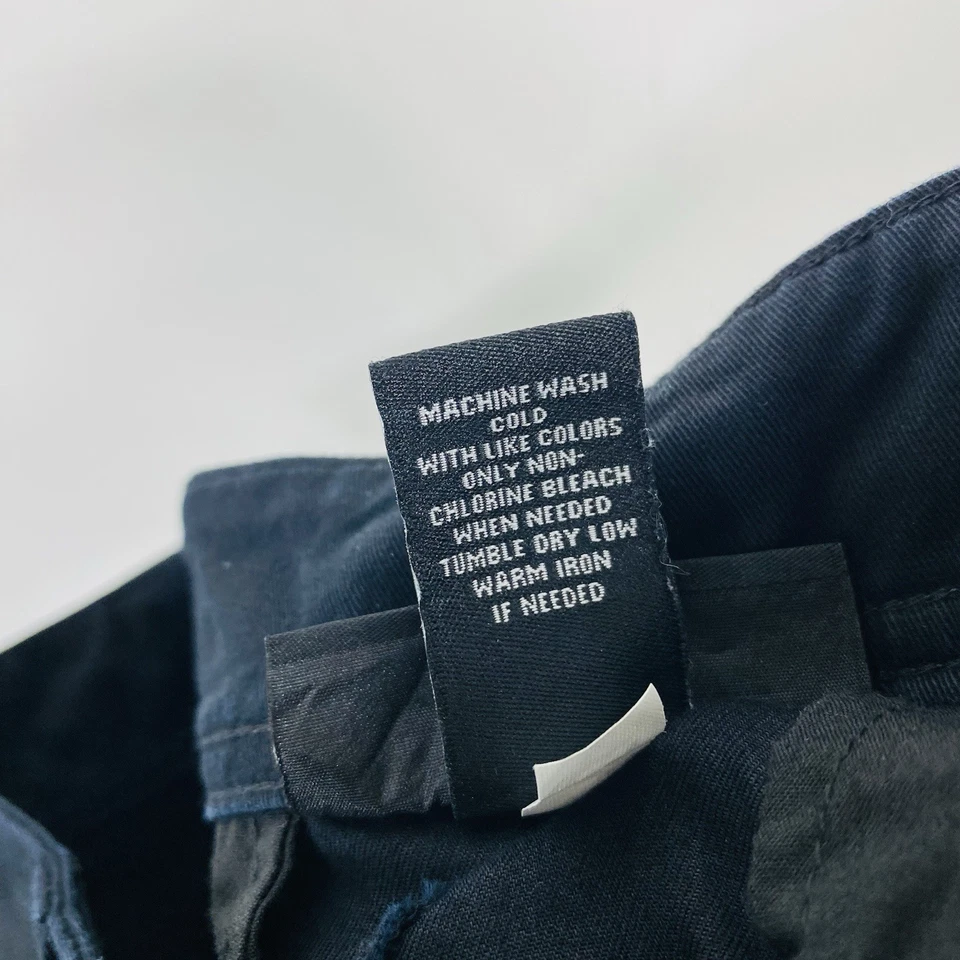 MACHINE WASH
COLD
WITH LIKE COLORS
ONLY NON-
CHLORINE BLEACH
WHEN NEEDED
TUMBLE DRY LOW
WARM IRON
IF NEEDED